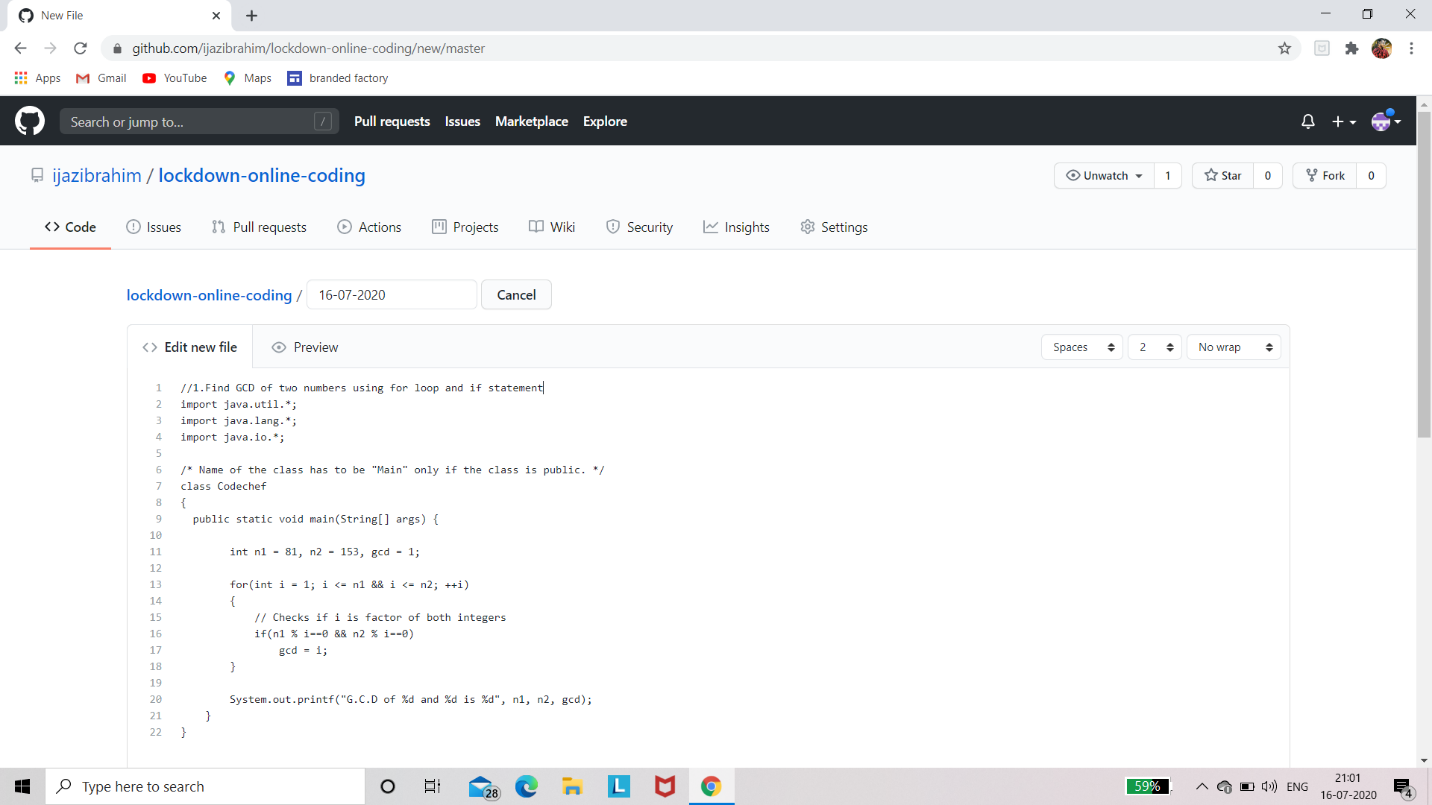 New File
github.com/ijazibrahim/lockdown-online-coding/new/master
Apps Gmail YouTube Maps branded factory
Search or jump to... / Pull requests Issues Marketplace Explore
ijazibrahim / lockdown-online-coding Unwatch 1 Star 0 Fork 0
Code Issues Pull requests Actions Projects Wiki Security Insights Settings
lockdown-online-coding / 16-07-2020 Cancel
<> Edit new file Preview Spaces 2 No wrap
1 //1.Find GCD of two numbers using for loop and if statement
2 import java.util.*;
3 import java.lang.*;
4 import java.io.*;
5
6 /* Name of the class has to be "Main" only if the class is public. */
7 class Codechef
8 {
9 public static void main(String[] args) {
10
11 int n1 = 81, n2 = 153, gcd = 1;
12
13 for(int i = 1; i <= n1 && i <= n2; ++i)
14 {
15 // Checks if i is factor of both integers
16 if(n1 % i==0 && n2 % i==0)
17 gcd = i;
18 }
19
20 System.out.printf("G.C.D of %d and %d is %d", n1, n2, gcd);
21 }
22 }
Type here to search 28 L 59% ENG 21:01
16-07-2020 4